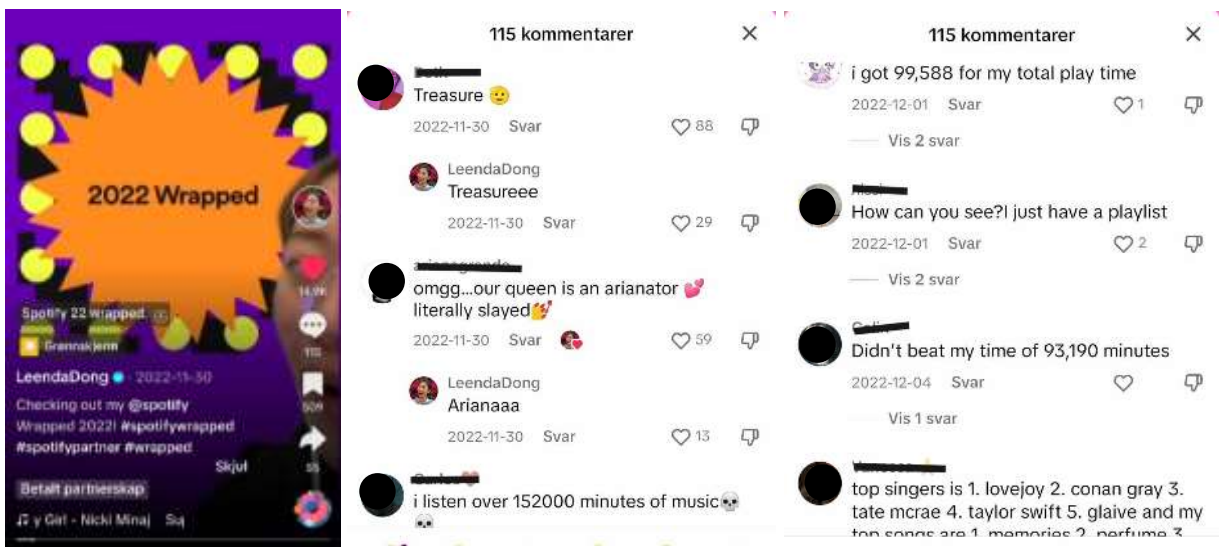 2022 Wrapped
Spotify 22 wrapped
Grønnskjerm
LeendaDong · 2022-11-30
Checking out my @spotify
Wrapped 2022! #spotifywrapped
#spotifypartner #wrapped
Skjul
Betalt partnerskap
y Girl - Nicki Minaj
115
55
115 kommentarer
Treasure 🫡
2022-11-30 Svar 88
LeendaDong
Treasureee
2022-11-30 Svar 29
omgg...our queen is an arianator 💕
literally slayed💅
2022-11-30 Svar 59
LeendaDong
Arianaaa
2022-11-30 Svar 13
i listen over 152000 minutes of music💀
💀💀
115 kommentarer
i got 99,588 for my total play time
2022-12-01 Svar 1
Vis 2 svar
How can you see?I just have a playlist
2022-12-01 Svar 2
Vis 2 svar
Didn't beat my time of 93,190 minutes
2022-12-04 Svar
Vis 1 svar
top singers is 1. lovejoy 2. conan gray 3.
tate mcrae 4. taylor swift 5. glaive and my
top songs are 1. memories 2. perfume 3.